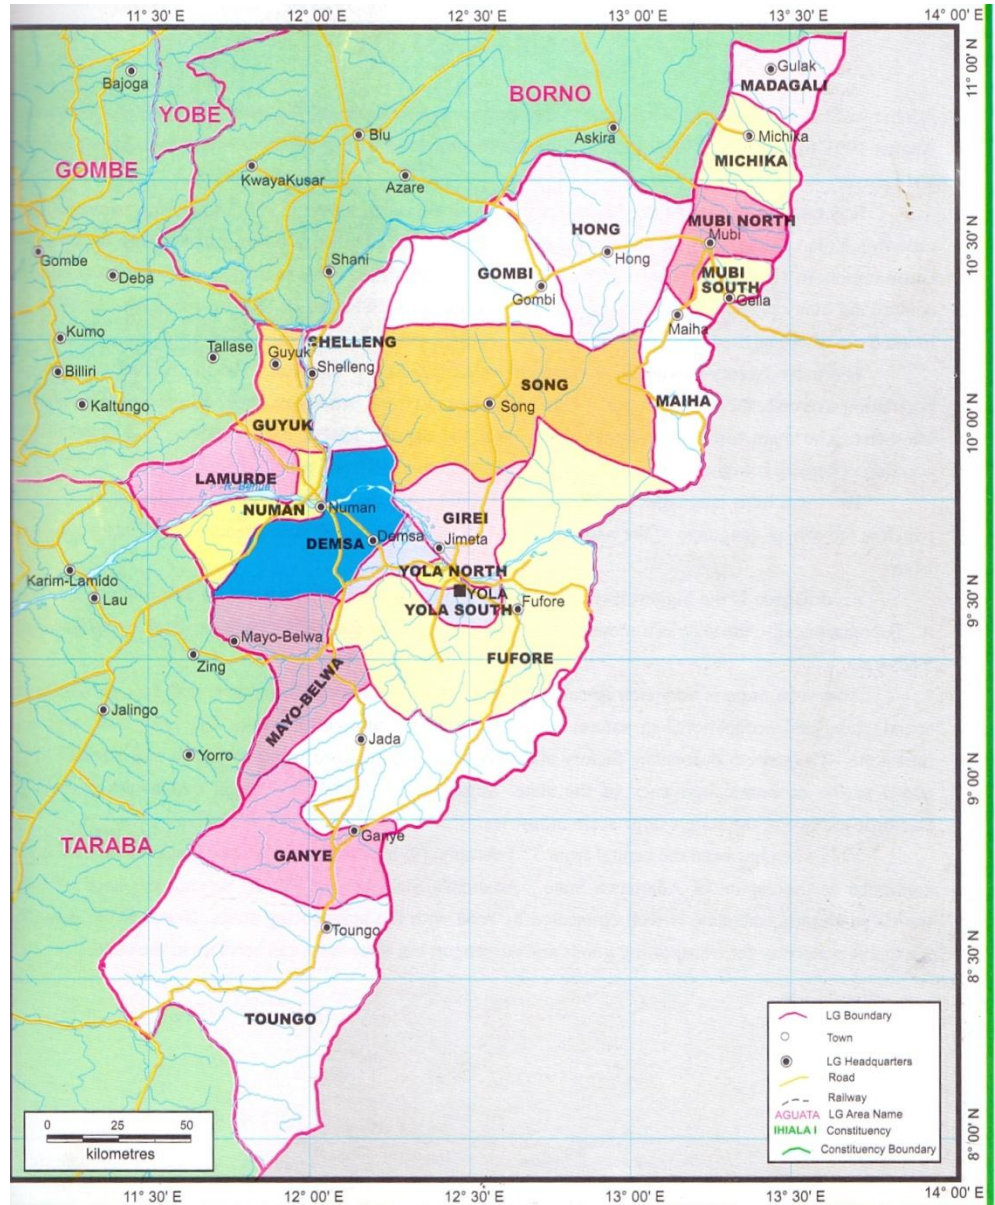 11° 30' E
12° 00' E
12° 30' E
13° 00' E
13° 30' E
14° 00' E
11° 00' N
Gulak
MADAGALI
Bajoga
BORNO
YOBE
Biu
Askira
Michika
MICHIKA
GOMBE
KwayaKusar
Azare
MUBI NORTH
Mubi
HONG
Hong
10° 30' N
Gombe
Deba
Shani
GOMBI
Gombi
MUBI
SOUTH
Gella
Maiha
Kumo
Tallase
SHELLENG
Guyuk
Shelleng
Billiri
SONG
Song
MAIHA
Kaltungo
GUYUK
10° 00' N
LAMURDE
R. Benue
NUMAN
Numan
GIREI
DEMSA
Demsa
Jimeta
Karim-Lamido
YOLA NORTH
YOLA
Lau
YOLA SOUTH
Fufore
9° 30' N
Mayo-Belwa
Zing
FUFORE
MAYO-BELWA
Jalingo
Jada
Yorro
9° 00' N
TARABA
Ganye
GANYE
Toungo
8° 30' N
TOUNGO
LG Boundary
Town
LG Headquarters
Road
Railway
AGUATA LG Area Name
IHIALA I Constituency
Constituency Boundary
0 25 50
kilometres
8° 00' N
11° 30' E
12° 00' E
12° 30' E
13° 00' E
13° 30' E
14° 00' E